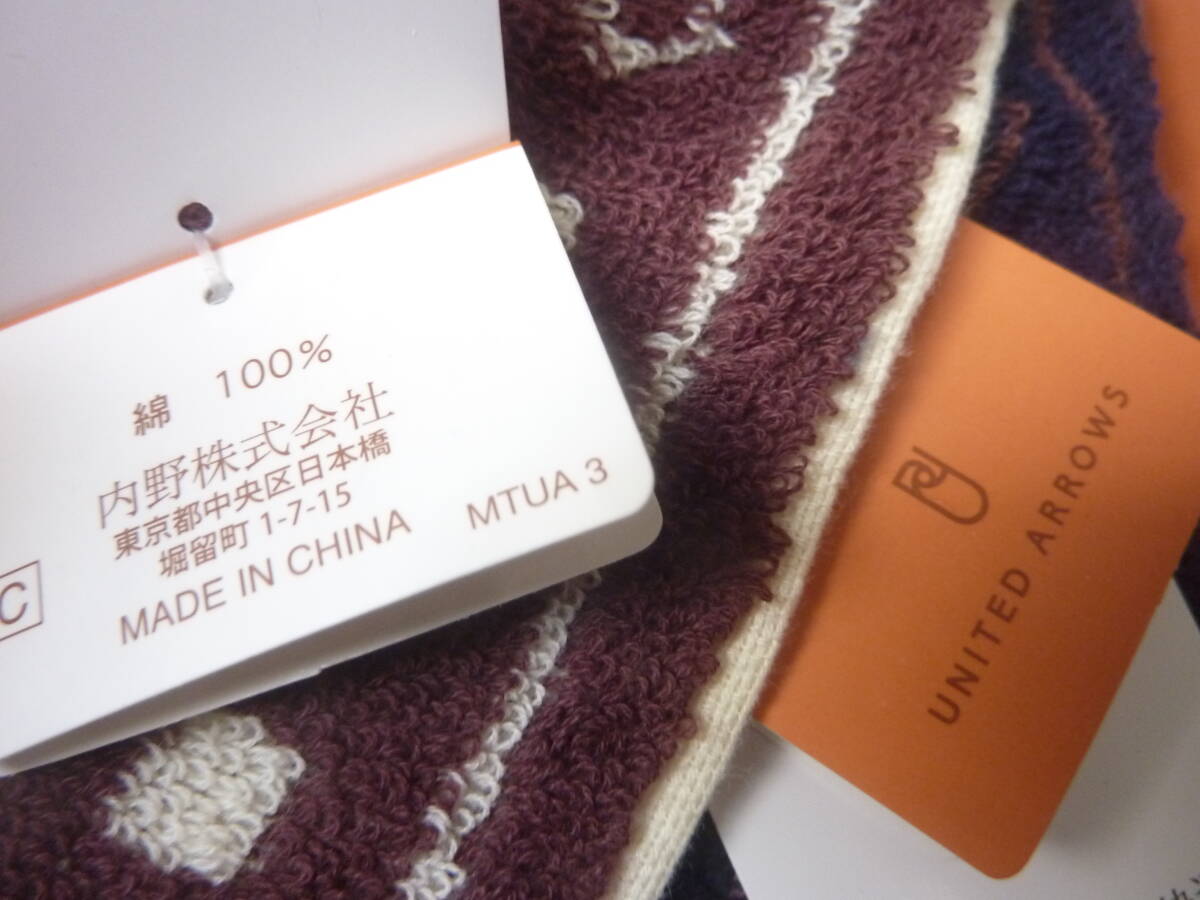 綿 100%
内野株式会社
東京都中央区日本橋
堀留町 1-7-15
MADE IN CHINA MTUA 3
C
UNITED ARROWS